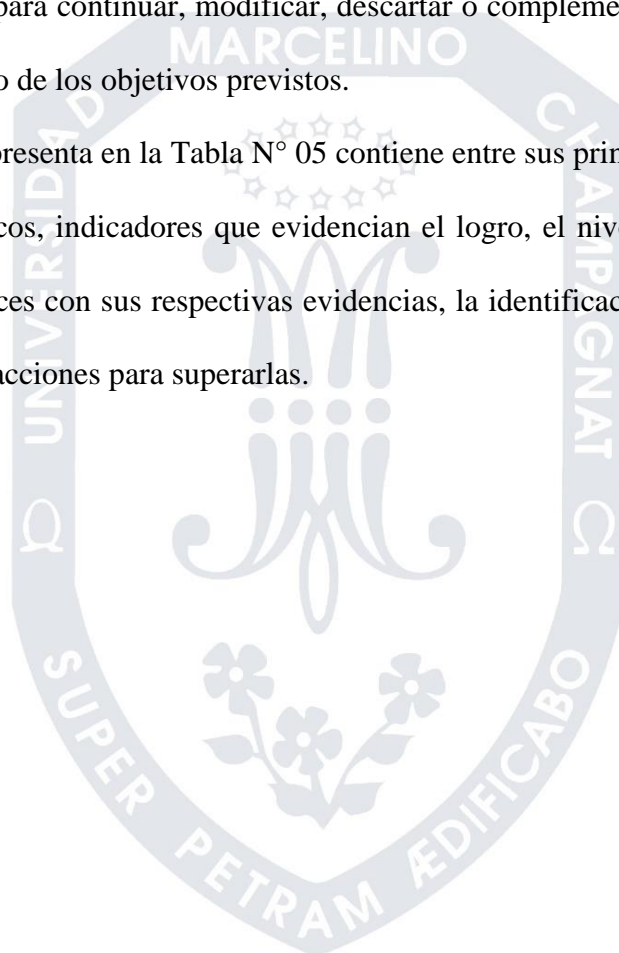 para continuar, modificar, descartar o compleme
o de los objetivos previstos.
presenta en la Tabla N° 05 contiene entre sus prin
cos, indicadores que evidencian el logro, el niv
ces con sus respectivas evidencias, la identificac
acciones para superarlas.
UNIVERSIDAD
MARCELINO
CHAMPAGNAT
Ω
Ω
SUPER PETRAM ÆDIFICABO